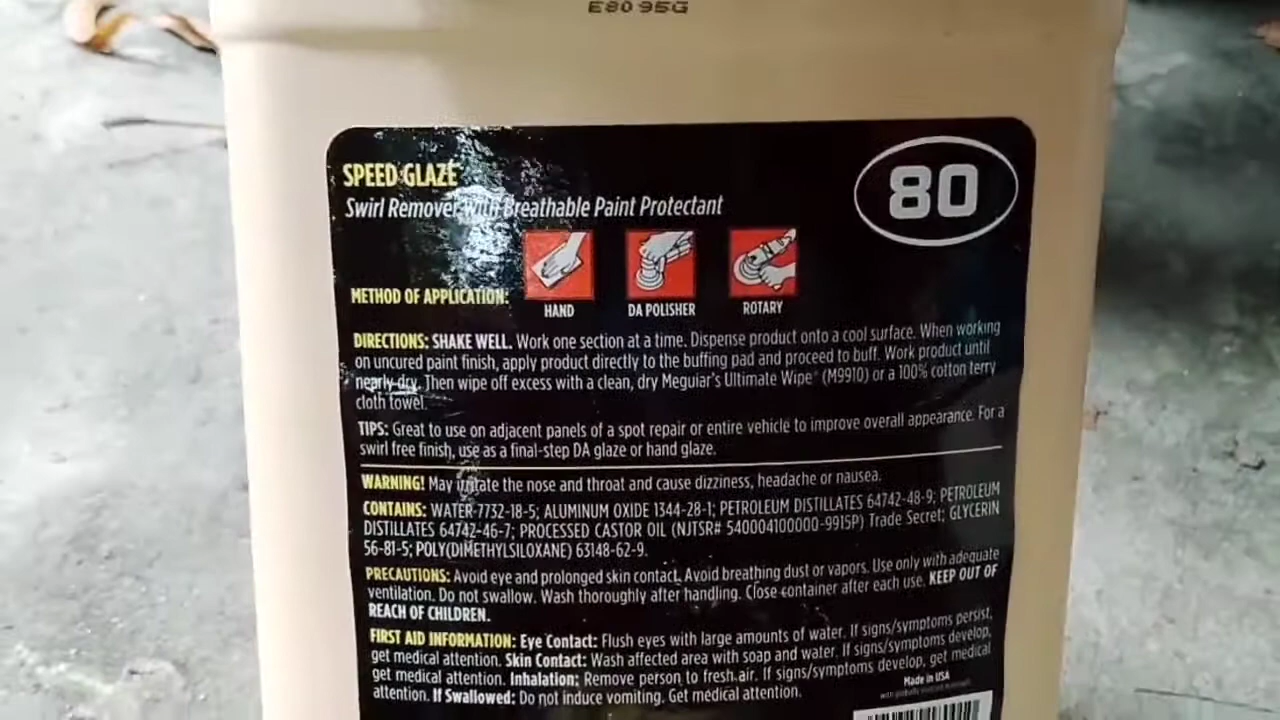 E80 95G
SPEED GLAZE
80
Swirl Remover with Breathable Paint Protectant
METHOD OF APPLICATION:
HAND
DA POLISHER
ROTARY
DIRECTIONS: SHAKE WELL. Work one section at a time. Dispense product onto a cool surface. When working
on uncured paint finish, apply product directly to the buffing pad and proceed to buff. Work product until
nearly dry. Then wipe off excess with a clean, dry Meguiar's Ultimate Wipe® (M9910) or a 100% cotton terry
cloth towel.
TIPS: Great to use on adjacent panels of a spot repair or entire vehicle to improve overall appearance. For a
swirl free finish, use as a final-step DA glaze or hand glaze.
WARNING! May irritate the nose and throat and cause dizziness, headache or nausea.
CONTAINS: WATER 7732-18-5; ALUMINUM OXIDE 1344-28-1; PETROLEUM DISTILLATES 64742-48-9; PETROLEUM
DISTILLATES 64742-46-7; PROCESSED CASTOR OIL (NJTSR# 540004100000-9915P) Trade Secret; GLYCERIN
56-81-5; POLY(DIMETHYLSILOXANE) 63148-62-9.
PRECAUTIONS: Avoid eye and prolonged skin contact. Avoid breathing dust or vapors. Use only with adequate
ventilation. Do not swallow. Wash thoroughly after handling. Close container after each use. KEEP OUT OF
REACH OF CHILDREN.
FIRST AID INFORMATION: Eye Contact: Flush eyes with large amounts of water. If signs/symptoms persist,
get medical attention. Skin Contact: Wash affected area with soap and water. If signs/symptoms develop,
get medical attention. Inhalation: Remove person to fresh air. If signs/symptoms develop, get medical
attention. If Swallowed: Do not induce vomiting. Get medical attention.
Made in USA